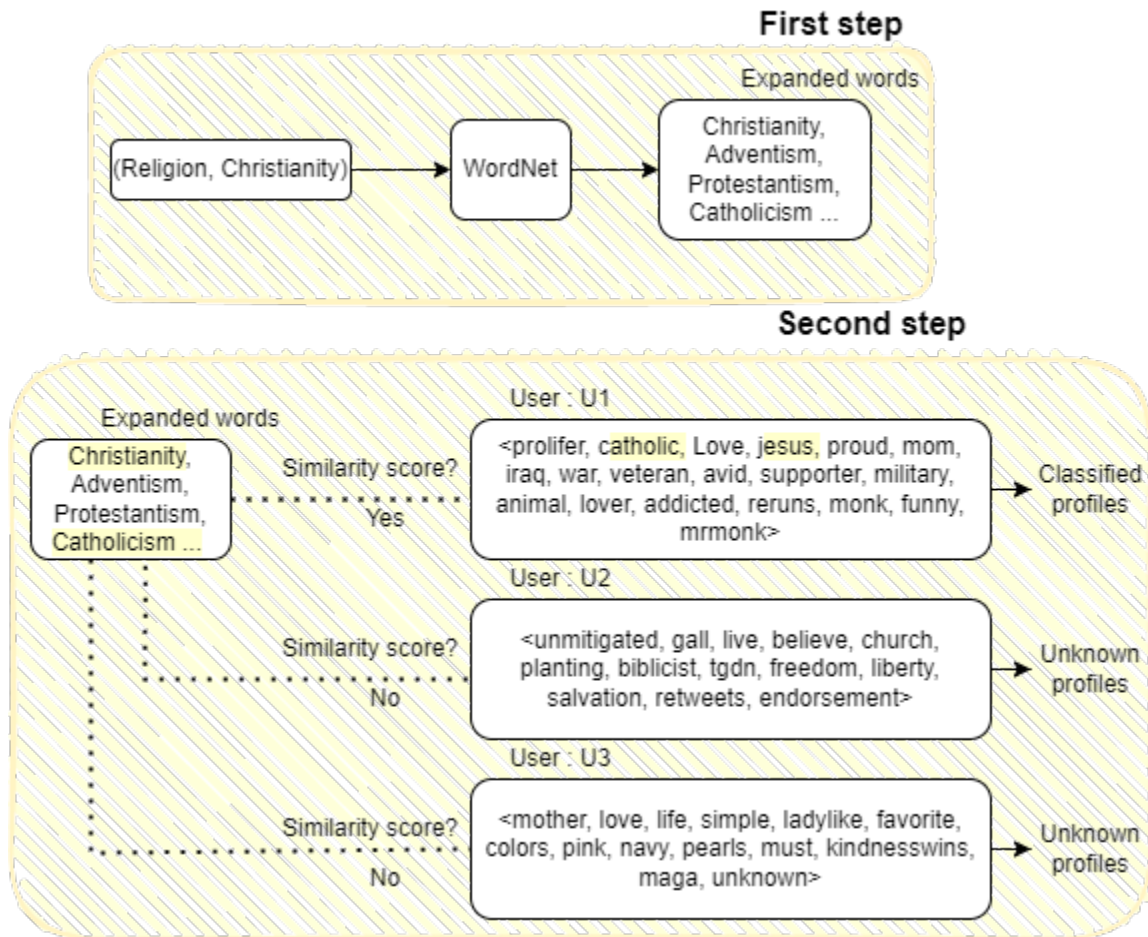 First step
Expanded words
(Religion, Christianity)
WordNet
Christianity,
Adventism,
Protestantism,
Catholicism ...
Second step
Expanded words
Christianity,
Adventism,
Protestantism,
Catholicism ...
Similarity score?
Yes
User : U1
<prolifer, catholic, Love, jesus, proud, mom,
iraq, war, veteran, avid, supporter, military,
animal, lover, addicted, reruns, monk, funny,
mrmonk>
Classified
profiles
Similarity score?
No
User : U2
<unmitigated, gall, live, believe, church,
planting, biblicist, tgdn, freedom, liberty,
salvation, retweets, endorsement>
Unknown
profiles
Similarity score?
No
User : U3
<mother, love, life, simple, ladylike, favorite,
colors, pink, navy, pearls, must, kindnesswins,
maga, unknown>
Unknown
profiles